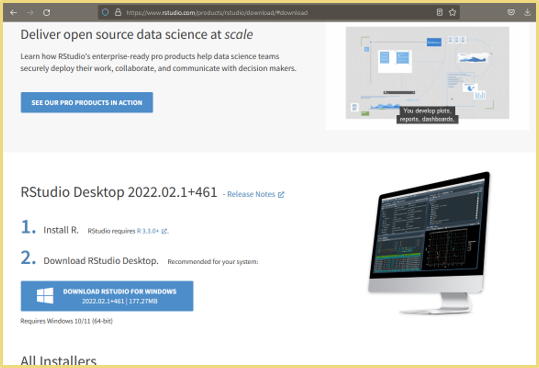 https://www.rstudio.com/products/rstudio/download/#download
Deliver open source data science at scale
Learn how RStudio's enterprise-ready pro products help data science teams
securely deploy their work, collaborate, and communicate with decision makers.
SEE OUR PRO PRODUCTS IN ACTION
You develop plots,
reports, dashboards,
RStudio Desktop 2022.02.1+461 - Release Notes
1. Install R. RStudio requires R 3.3.0+.
2. Download RStudio Desktop. Recommended for your system:
DOWNLOAD RSTUDIO FOR WINDOWS
2022.02.1+461 | 177.27MB
Requires Windows 10/11 (64-bit)
All Installers